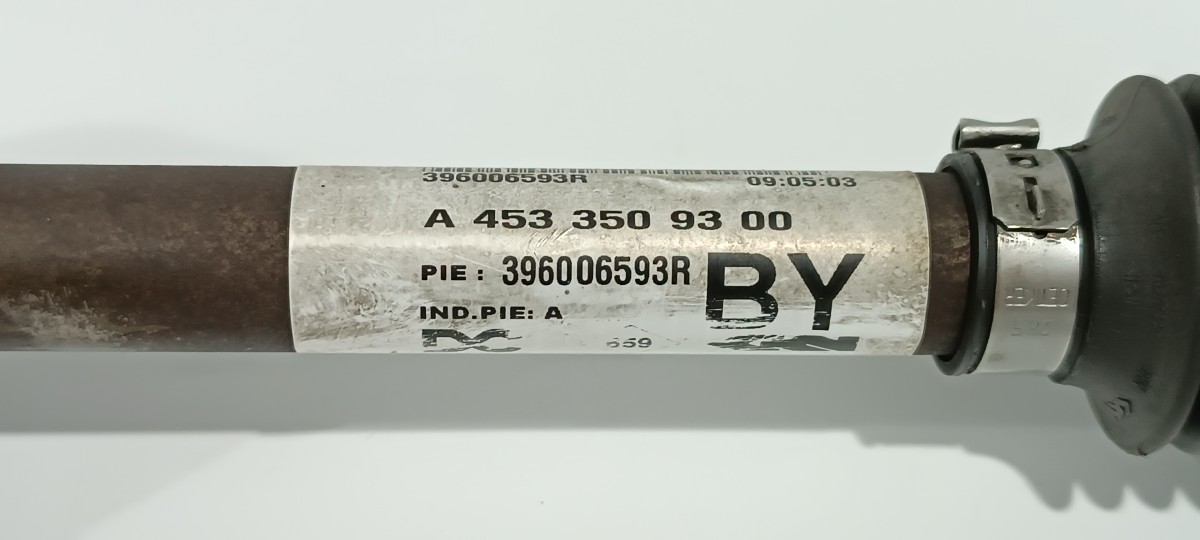 396006593R 09:05:03
A 453 350 93 00
PIE : 396006593R BY
IND.PIE: A
659